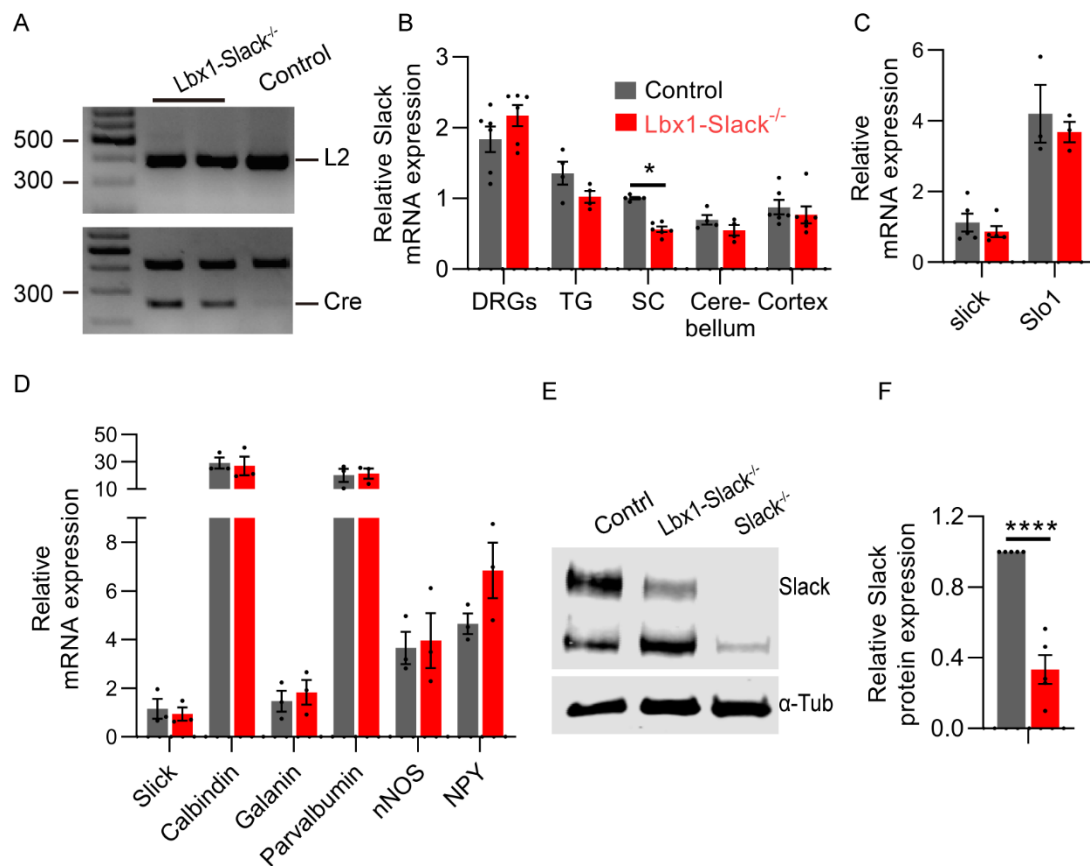 A
Lbx1-Slack-/-
Control
500
300
L2
300
Cre
B
Relative Slack
mRNA expression
3
2
1
0
Control
Lbx1-Slack-/-
*
DRGs
TG
SC
Cere-
bellum
Cortex
C
Relative
mRNA expression
6
4
2
0
slick
Slo1
D
Relative
mRNA expression
50
30
10
8
6
4
2
0
Slick
Calbindin
Galanin
Parvalbumin
nNOS
NPY
E
Contrl
Lbx1-Slack-/-
Slack-/-
Slack
α-Tub
F
Relative Slack
protein expression
1.2
0.8
0.4
0.0
****